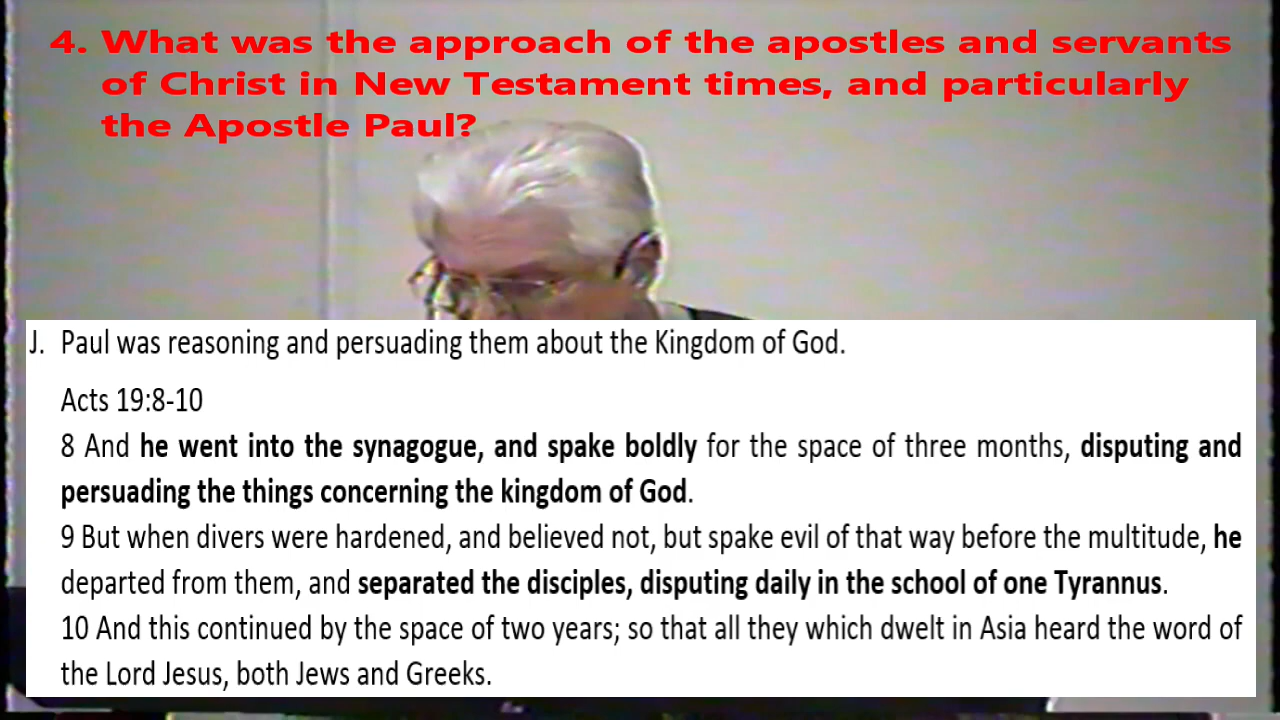 4. What was the approach of the apostles and servants
of Christ in New Testament times, and particularly
the Apostle Paul?
J. Paul was reasoning and persuading them about the Kingdom of God.
Acts 19:8-10
8 And he went into the synagogue, and spake boldly for the space of three months, disputing and
persuading the things concerning the kingdom of God.
9 But when divers were hardened, and believed not, but spake evil of that way before the multitude, he
departed from them, and separated the disciples, disputing daily in the school of one Tyrannus.
10 And this continued by the space of two years; so that all they which dwelt in Asia heard the word of
the Lord Jesus, both Jews and Greeks.